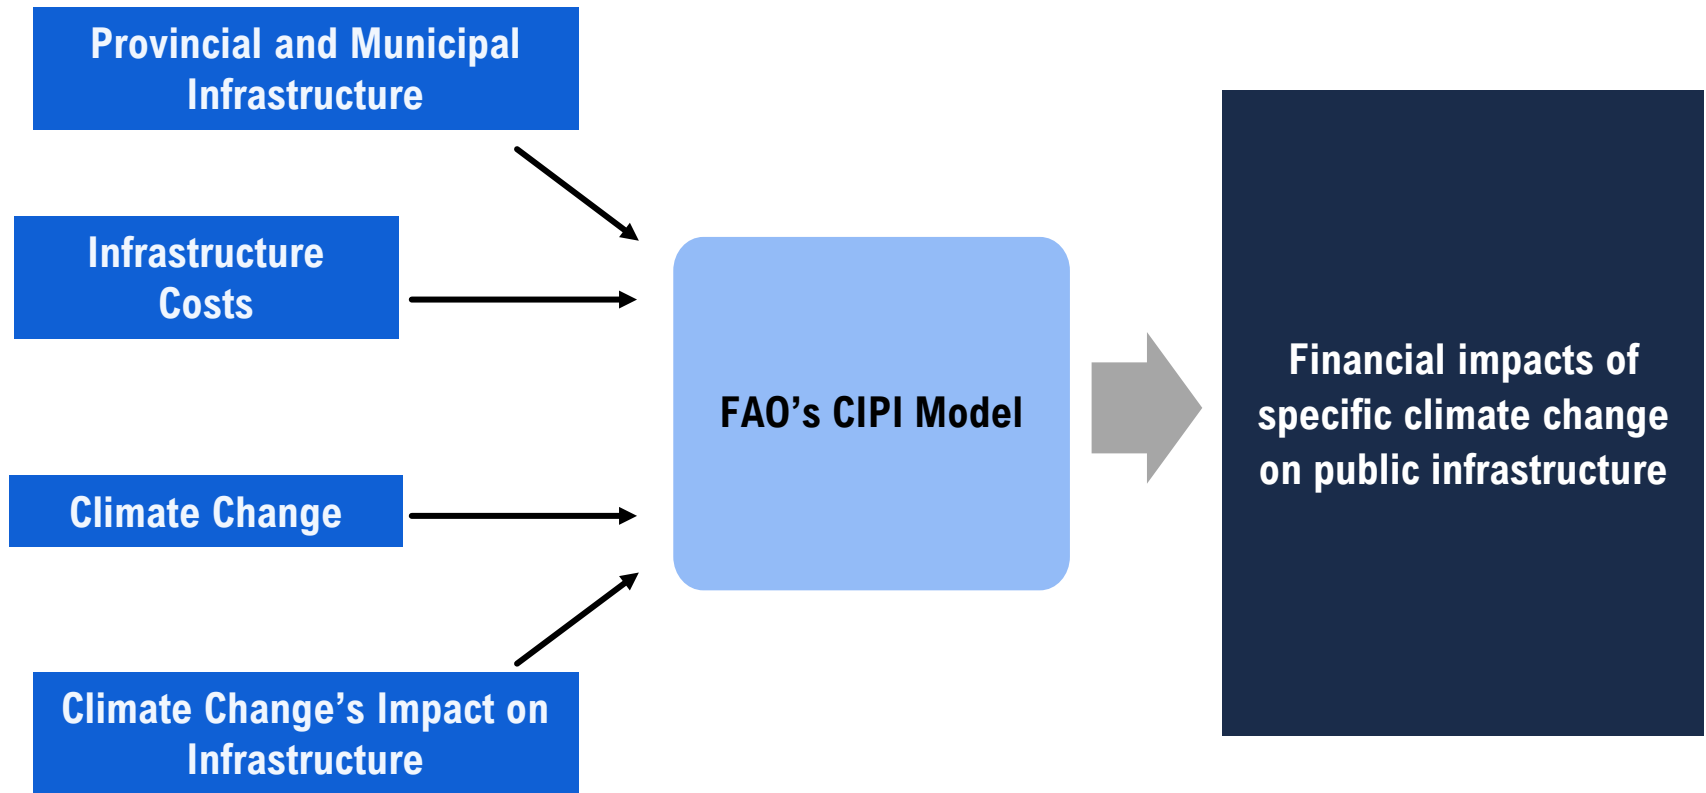 Provincial and Municipal
Infrastructure
Infrastructure
Costs
Climate Change
Climate Change’s Impact on
Infrastructure
FAO’s CIPI Model
Financial impacts of
specific climate change
on public infrastructure